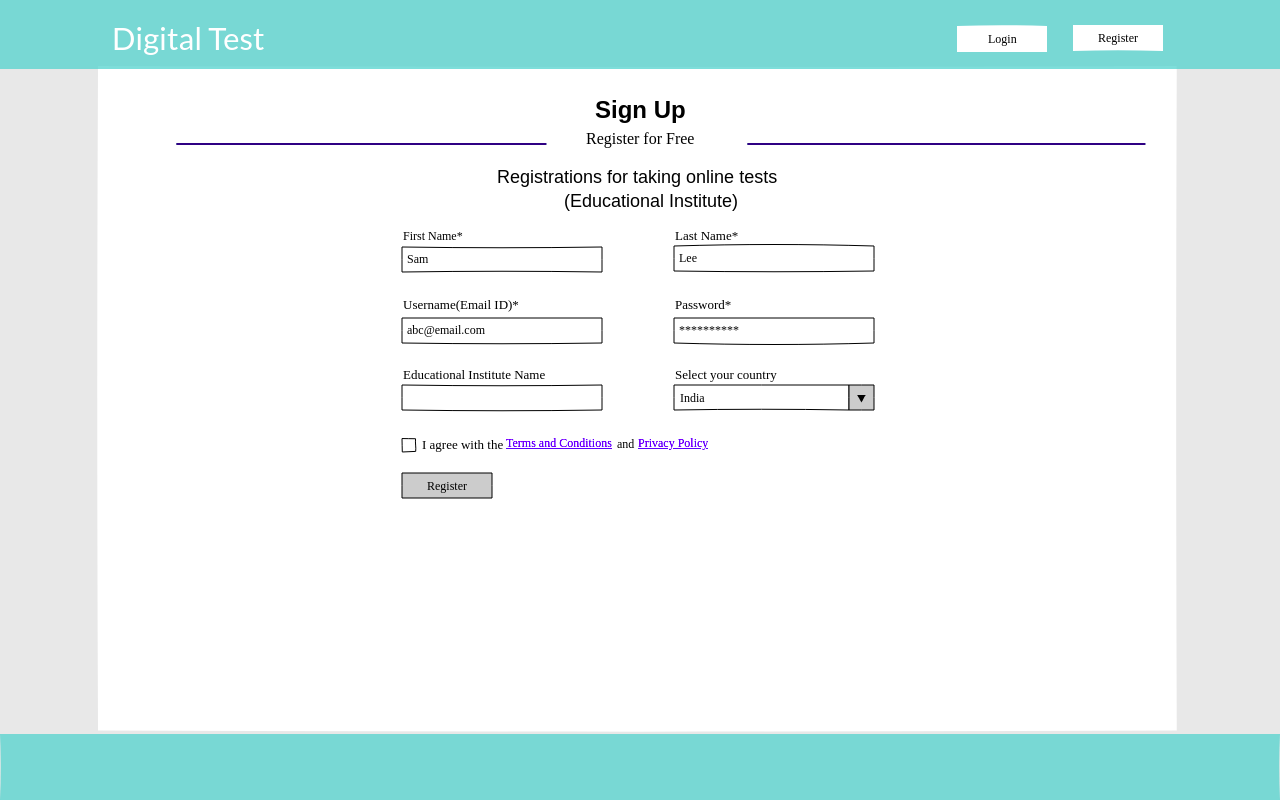 Digital Test
Login
Register
Sign Up
Register for Free
Registrations for taking online tests
(Educational Institute)
First Name*
Last Name*
Sam
Lee
Username(Email ID)*
Password*
abc@email.com
**********
Educational Institute Name
Select your country
India
I agree with the Terms and Conditions and Privacy Policy
Register